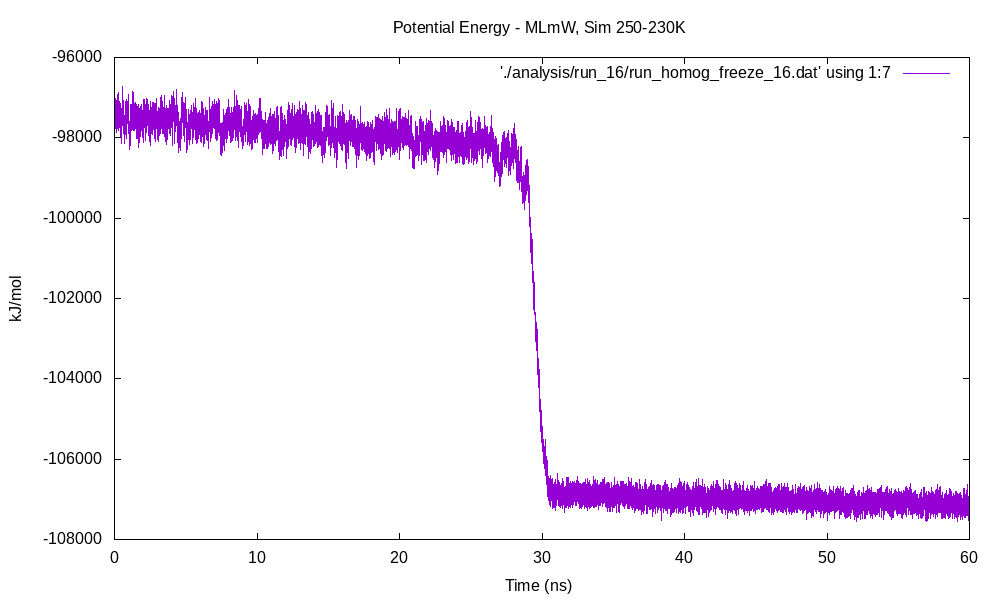 Potential Energy - MLmW, Sim 250-230K
'./analysis/run_16/run_homog_freeze_16.dat' using 1:7
-96000
-98000
-100000
-102000
-104000
-106000
-108000
kJ/mol
0 10 20 30 40 50 60
Time (ns)